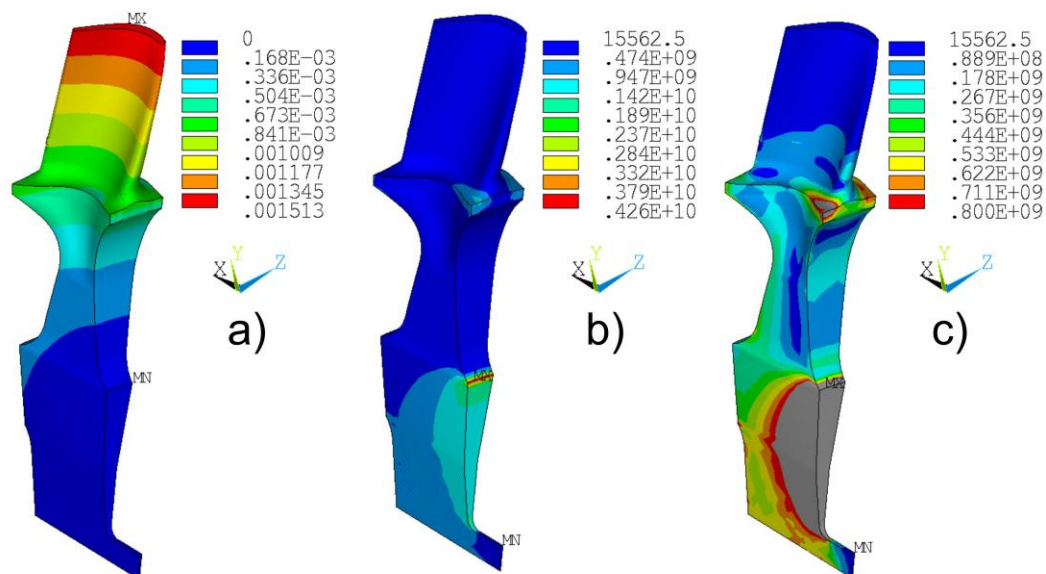 MX
0
.168E-03
.336E-03
.504E-03
.673E-03
.841E-03
.001009
.001177
.001345
.001513
X
Y
Z
a)
MN
15562.5
.474E+09
.947E+09
.142E+10
.189E+10
.237E+10
.284E+10
.332E+10
.379E+10
.426E+10
X
Y
Z
b)
MX
MN
15562.5
.889E+08
.178E+09
.267E+09
.356E+09
.444E+09
.533E+09
.622E+09
.711E+09
.800E+09
X
Y
Z
c)
MX
MN